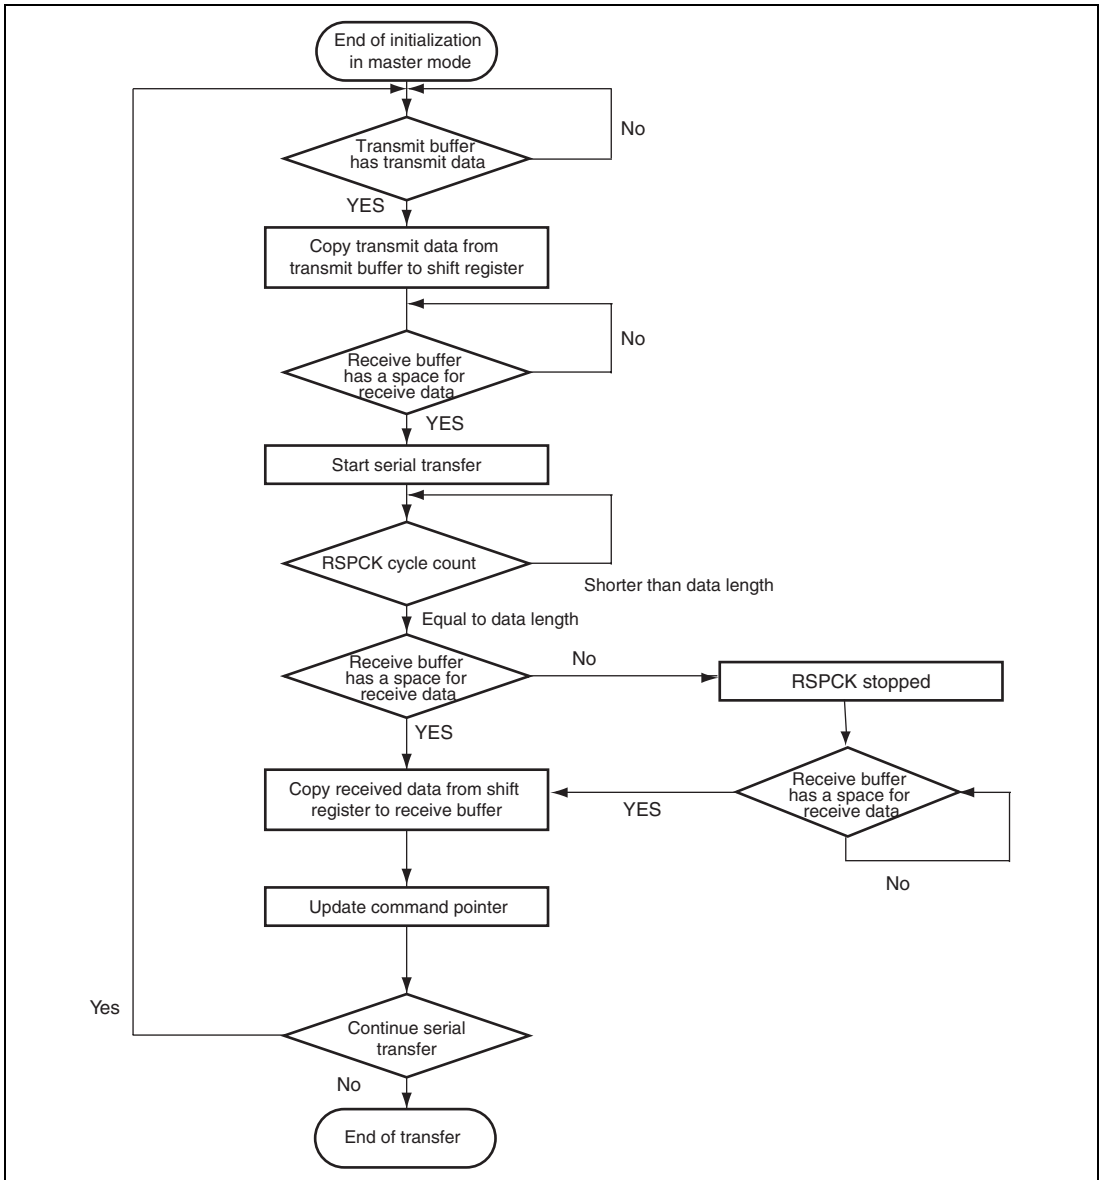 End of initialization
in master mode
No
Transmit buffer
has transmit data
YES
Copy transmit data from
transmit buffer to shift register
No
Receive buffer
has a space for
receive data
YES
Start serial transfer
RSPCK cycle count
Shorter than data length
Equal to data length
Receive buffer
has a space for
receive data
No
RSPCK stopped
YES
Copy received data from shift
register to receive buffer
YES
Receive buffer
has a space for
receive data
No
Update command pointer
Yes
Continue serial
transfer
No
End of transfer